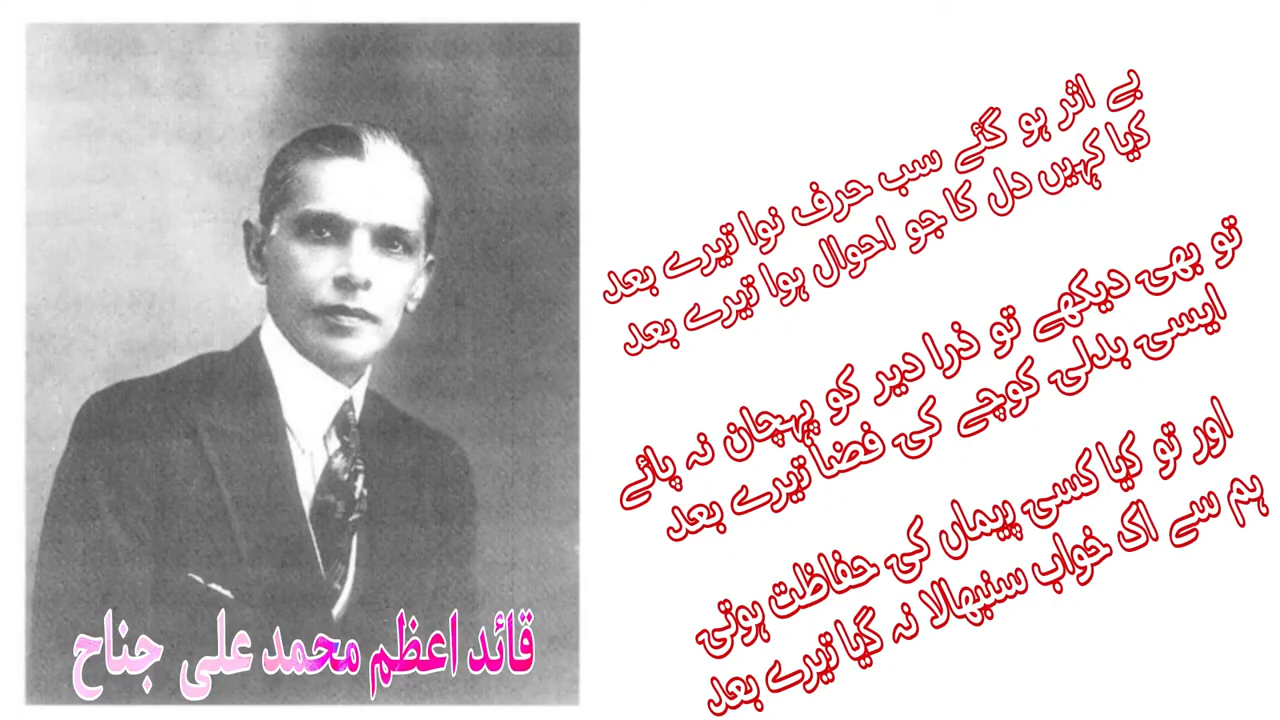 بے اثر ہو گئے سب حرف نوا تیرے بعد
کیا کہیں دل کا جو احوال ہوا تیرے بعد
تو بھی دیکھے تو ذرا دیر کو پہچان نہ پائے
ایسی بدلی کوچے کی فضا تیرے بعد
اور تو کیا کسی پیماں کی حفاظت ہوتی
ہم سے اک خواب سنبھالا نہ گیا تیرے بعد
قائد اعظم محمد علی جناح